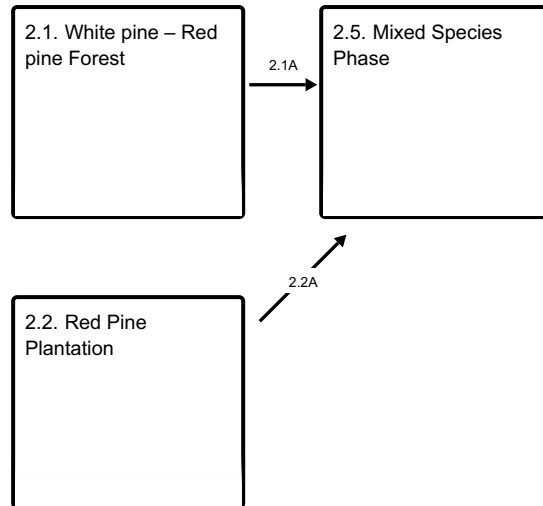 2.1. White pine – Red
pine Forest
2.1A
2.5. Mixed Species
Phase
2.2A
2.2. Red Pine
Plantation